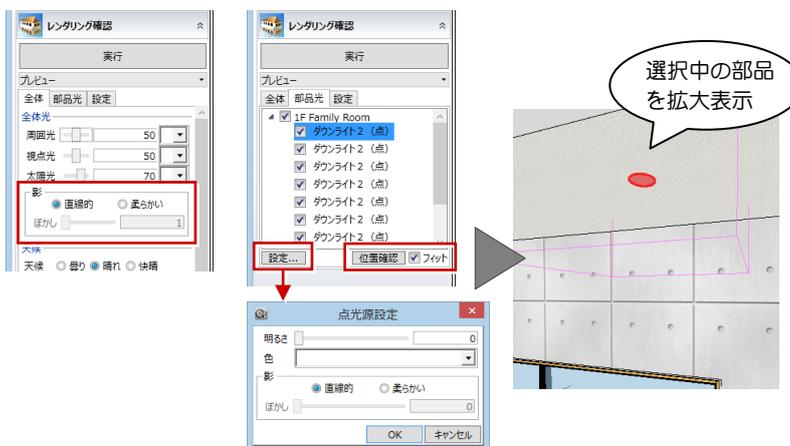 レンダリング確認
実行
プレビュー
全体 部品光 設定
全体光
周囲光 50
視点光 50
太陽光 70
影
直線的 柔らかい
ぼかし 1
天候
天候 曇り 晴れ 快晴
レンダリング確認
実行
プレビュー
全体 部品光 設定
1F Family Room
ダウンライト2 (点)
ダウンライト2 (点)
ダウンライト2 (点)
ダウンライト2 (点)
ダウンライト2 (点)
ダウンライト2 (点)
ダウンライト2 (点)
設定... 位置確認 フィット
点光源設定
明るさ 0
色
影
直線的 柔らかい
ぼかし 0
OK キャンセル
選択中の部品
を拡大表示